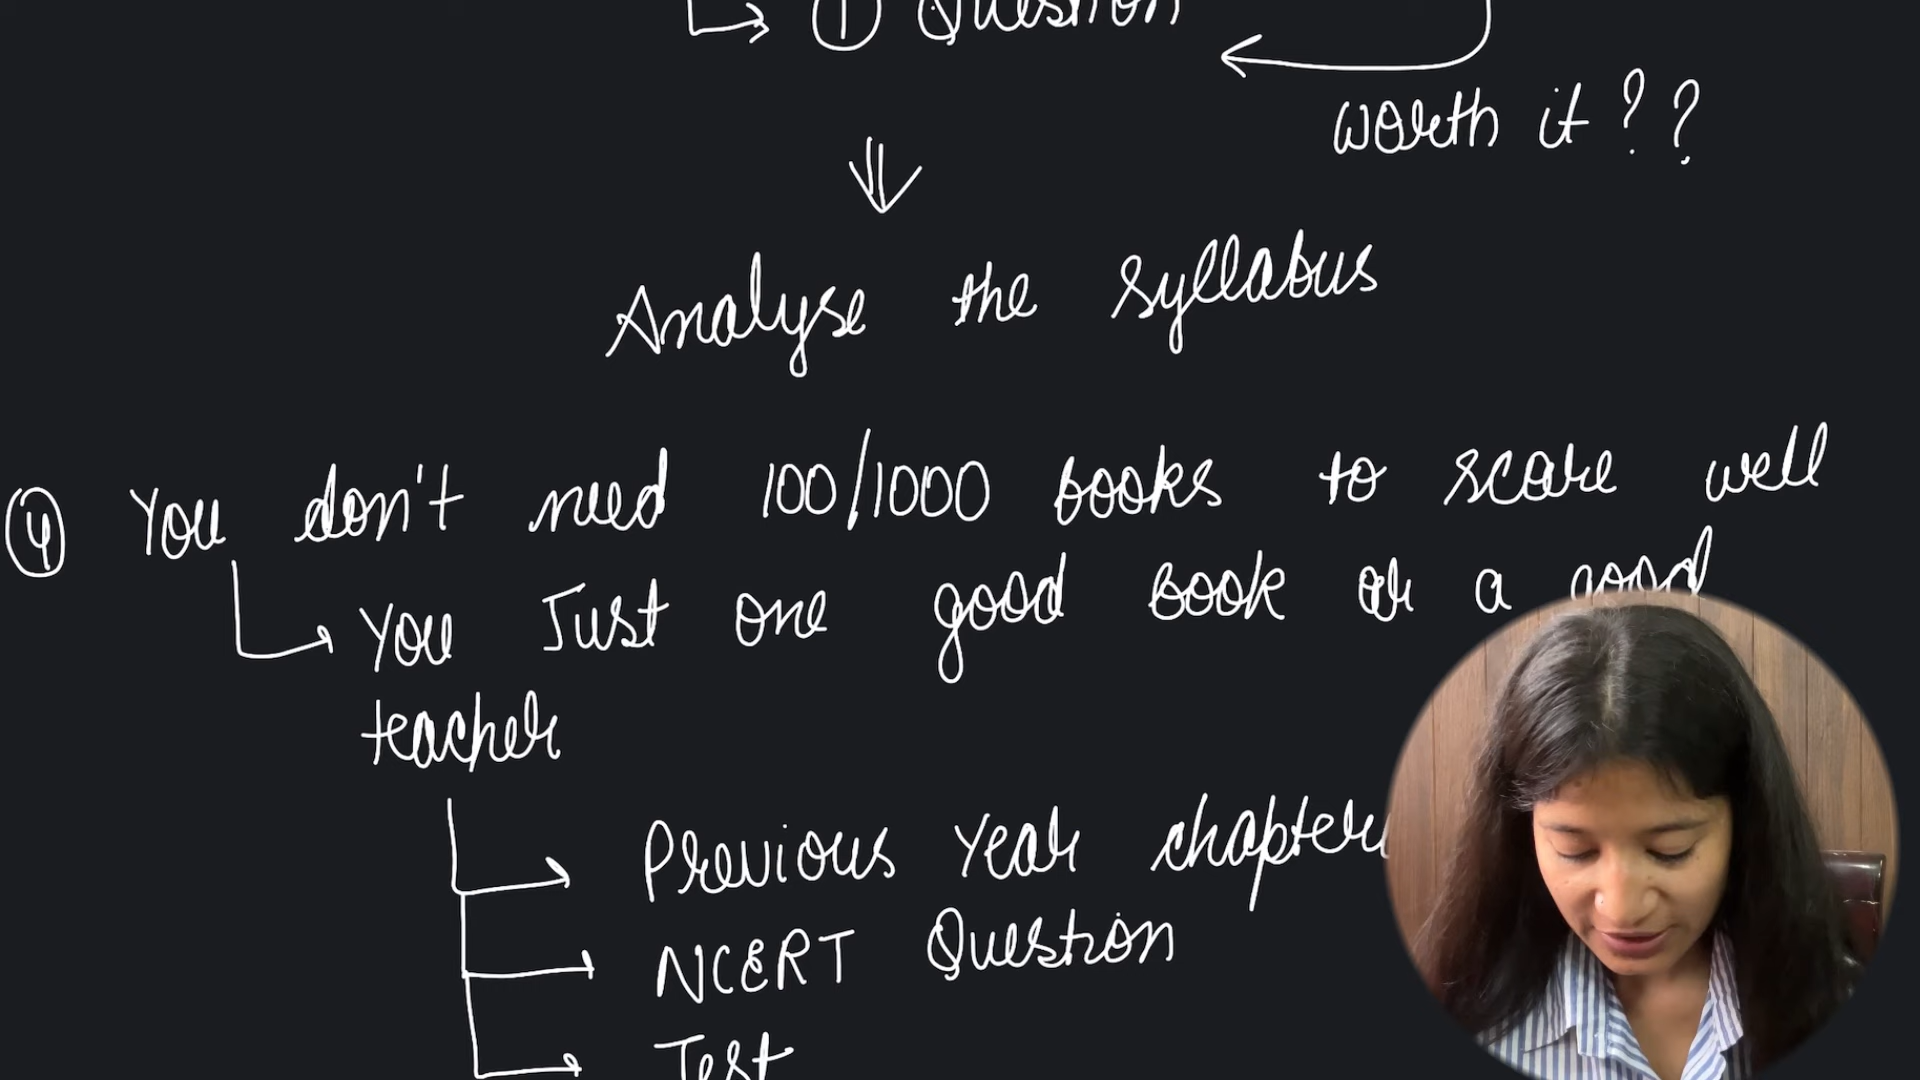 ① Question
worth it??
Analyse the syllabus
④ You don't need 100/1000 books to score well
You Just one good book or a good
teacher
Previous Year chapter
NCERT Question
Test